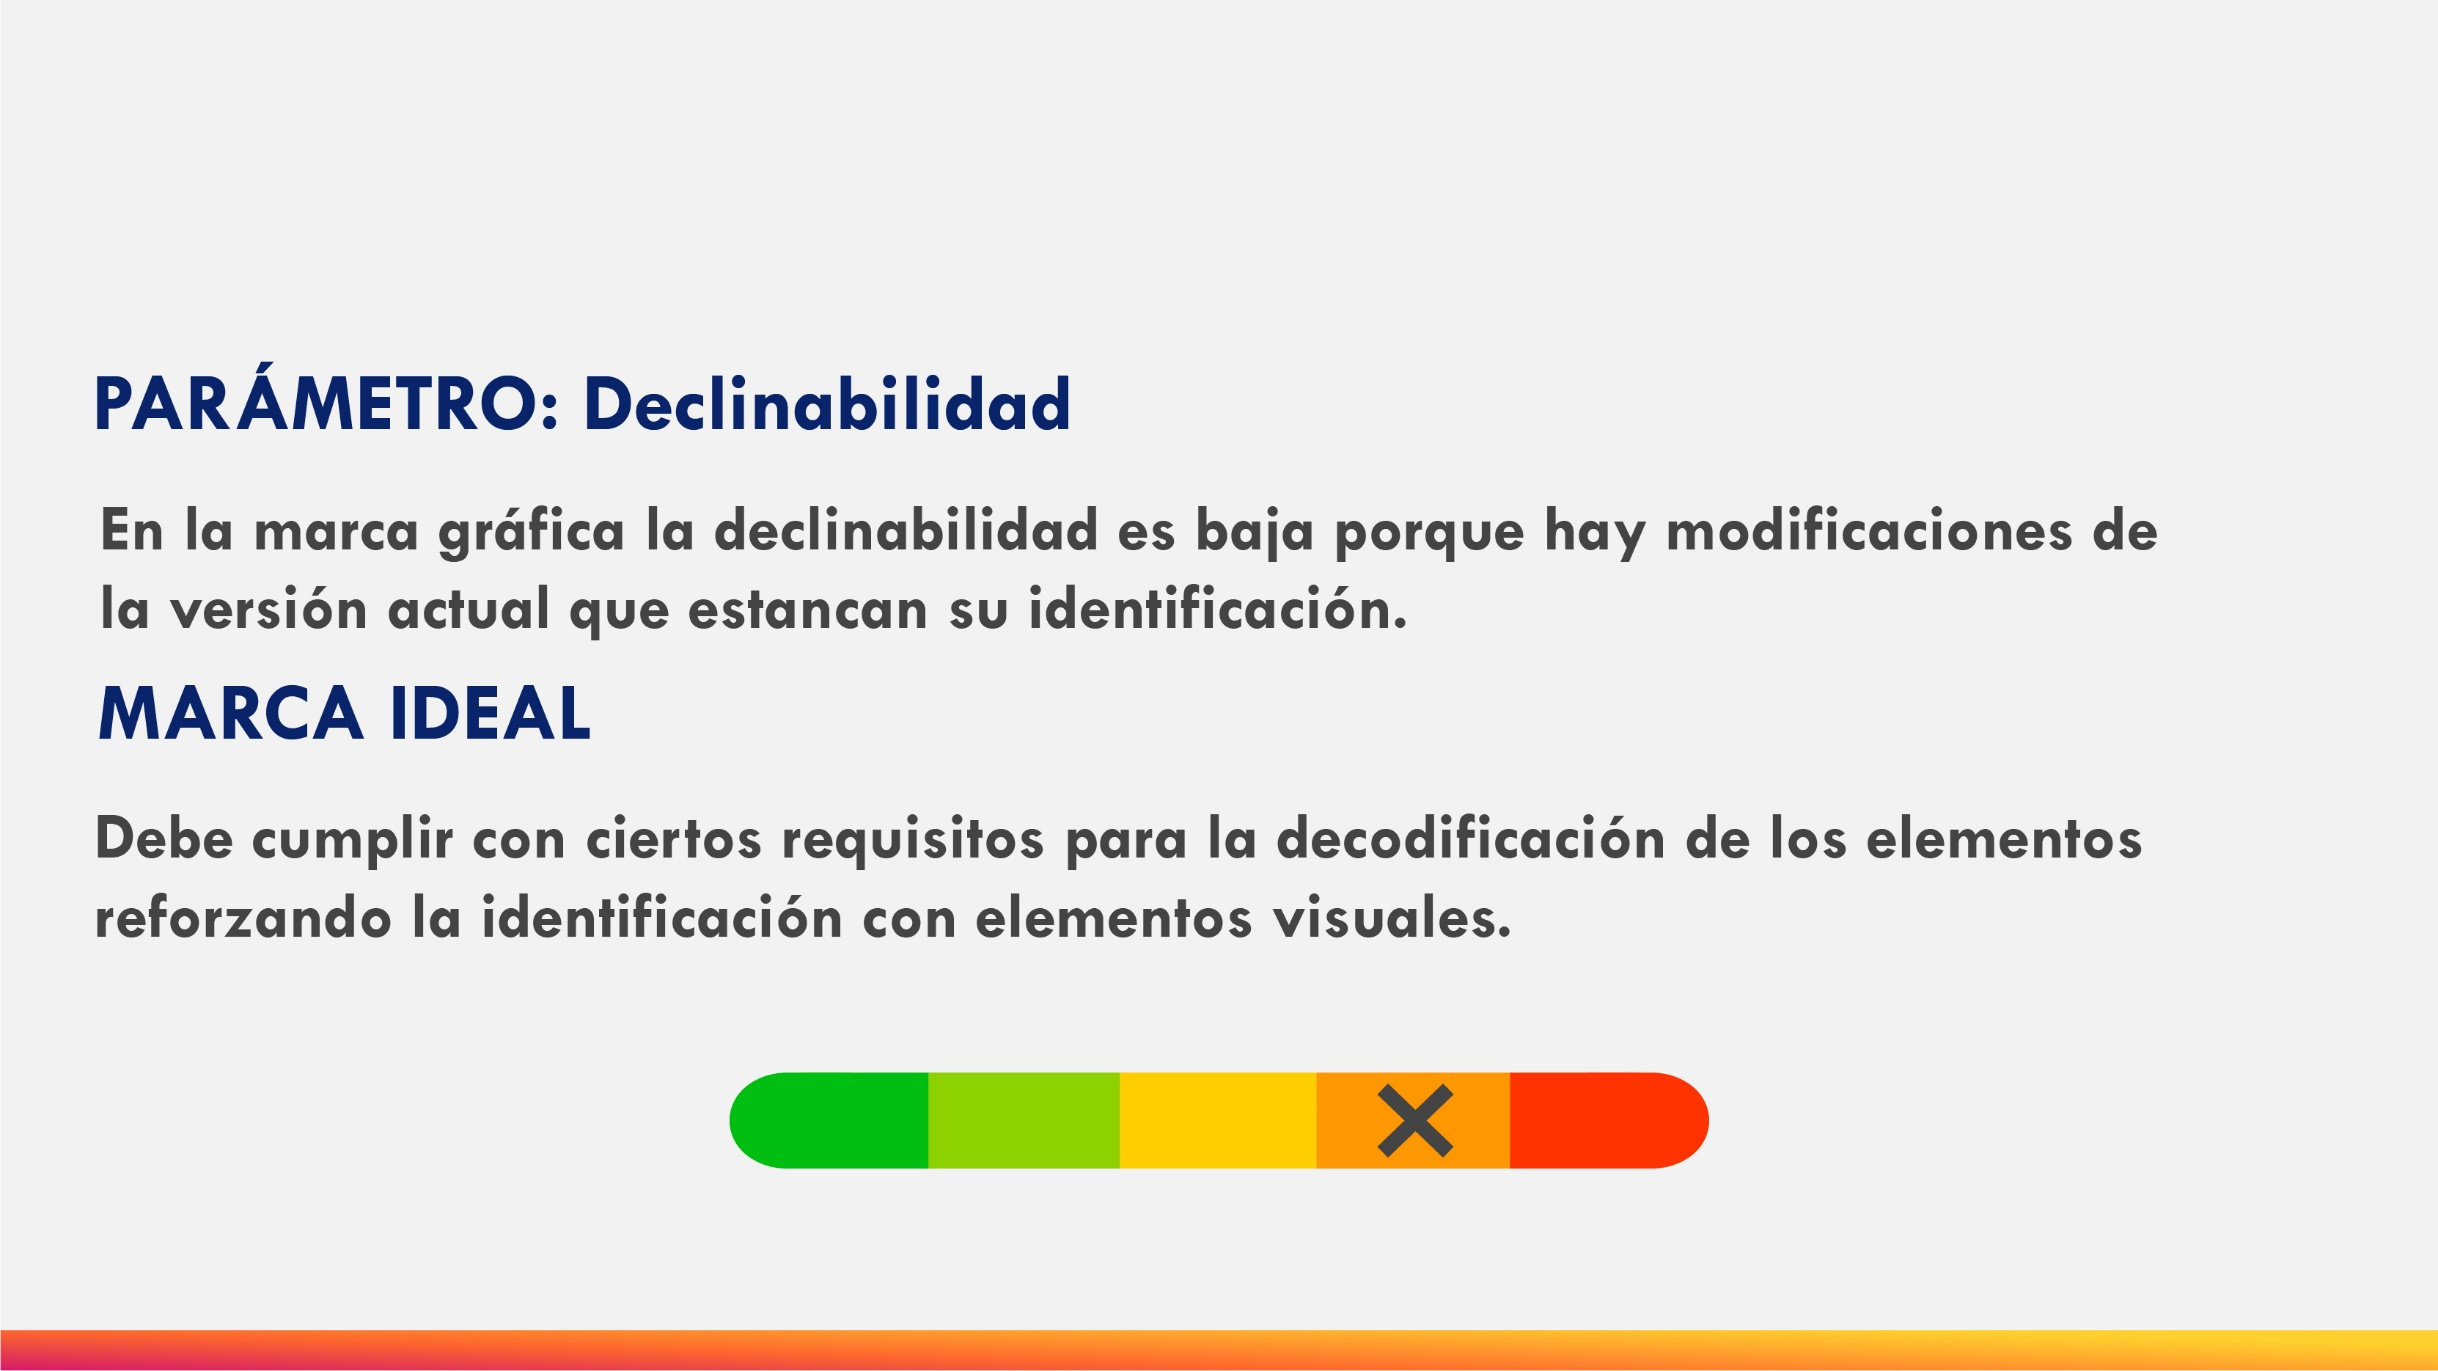 PARÁMETRO: Declinabilidad
En la marca gráfica la declinabilidad es baja porque hay modificaciones de
la versión actual que estancan su identificación.
MARCA IDEAL
Debe cumplir con ciertos requisitos para la decodificación de los elementos
reforzando la identificación con elementos visuales.